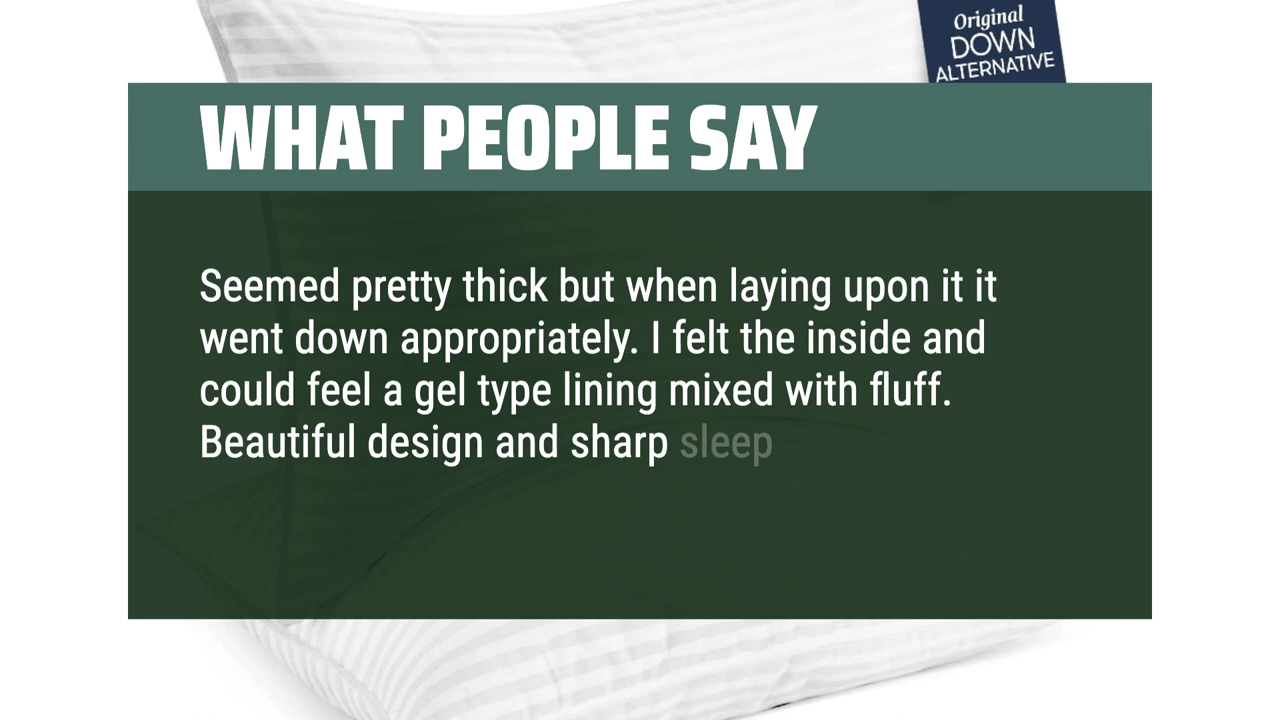 Original
DOWN
ALTERNATIVE
WHAT PEOPLE SAY
Seemed pretty thick but when laying upon it it
went down appropriately. I felt the inside and
could feel a gel type lining mixed with fluff.
Beautiful design and sharp sleep